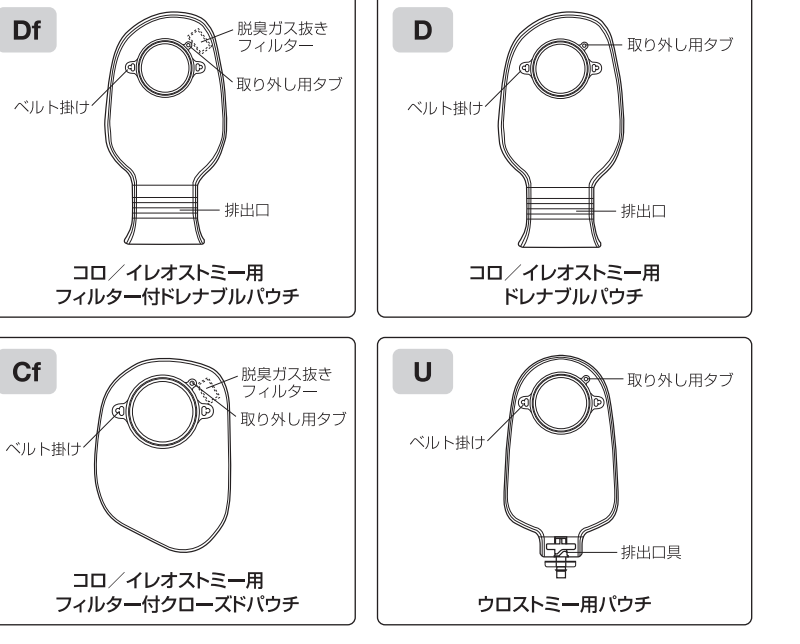 Df
脱臭ガス抜き
フィルター
取り外し用タブ
ベルト掛け
排出口
コロ／イレオストミー用
フィルター付ドレナブルパウチ
D
取り外し用タブ
ベルト掛け
排出口
コロ／イレオストミー用
ドレナブルパウチ
Cf
脱臭ガス抜き
フィルター
取り外し用タブ
ベルト掛け
コロ／イレオストミー用
フィルター付クローズドパウチ
U
取り外し用タブ
ベルト掛け
排出口具
ウロストミー用パウチ